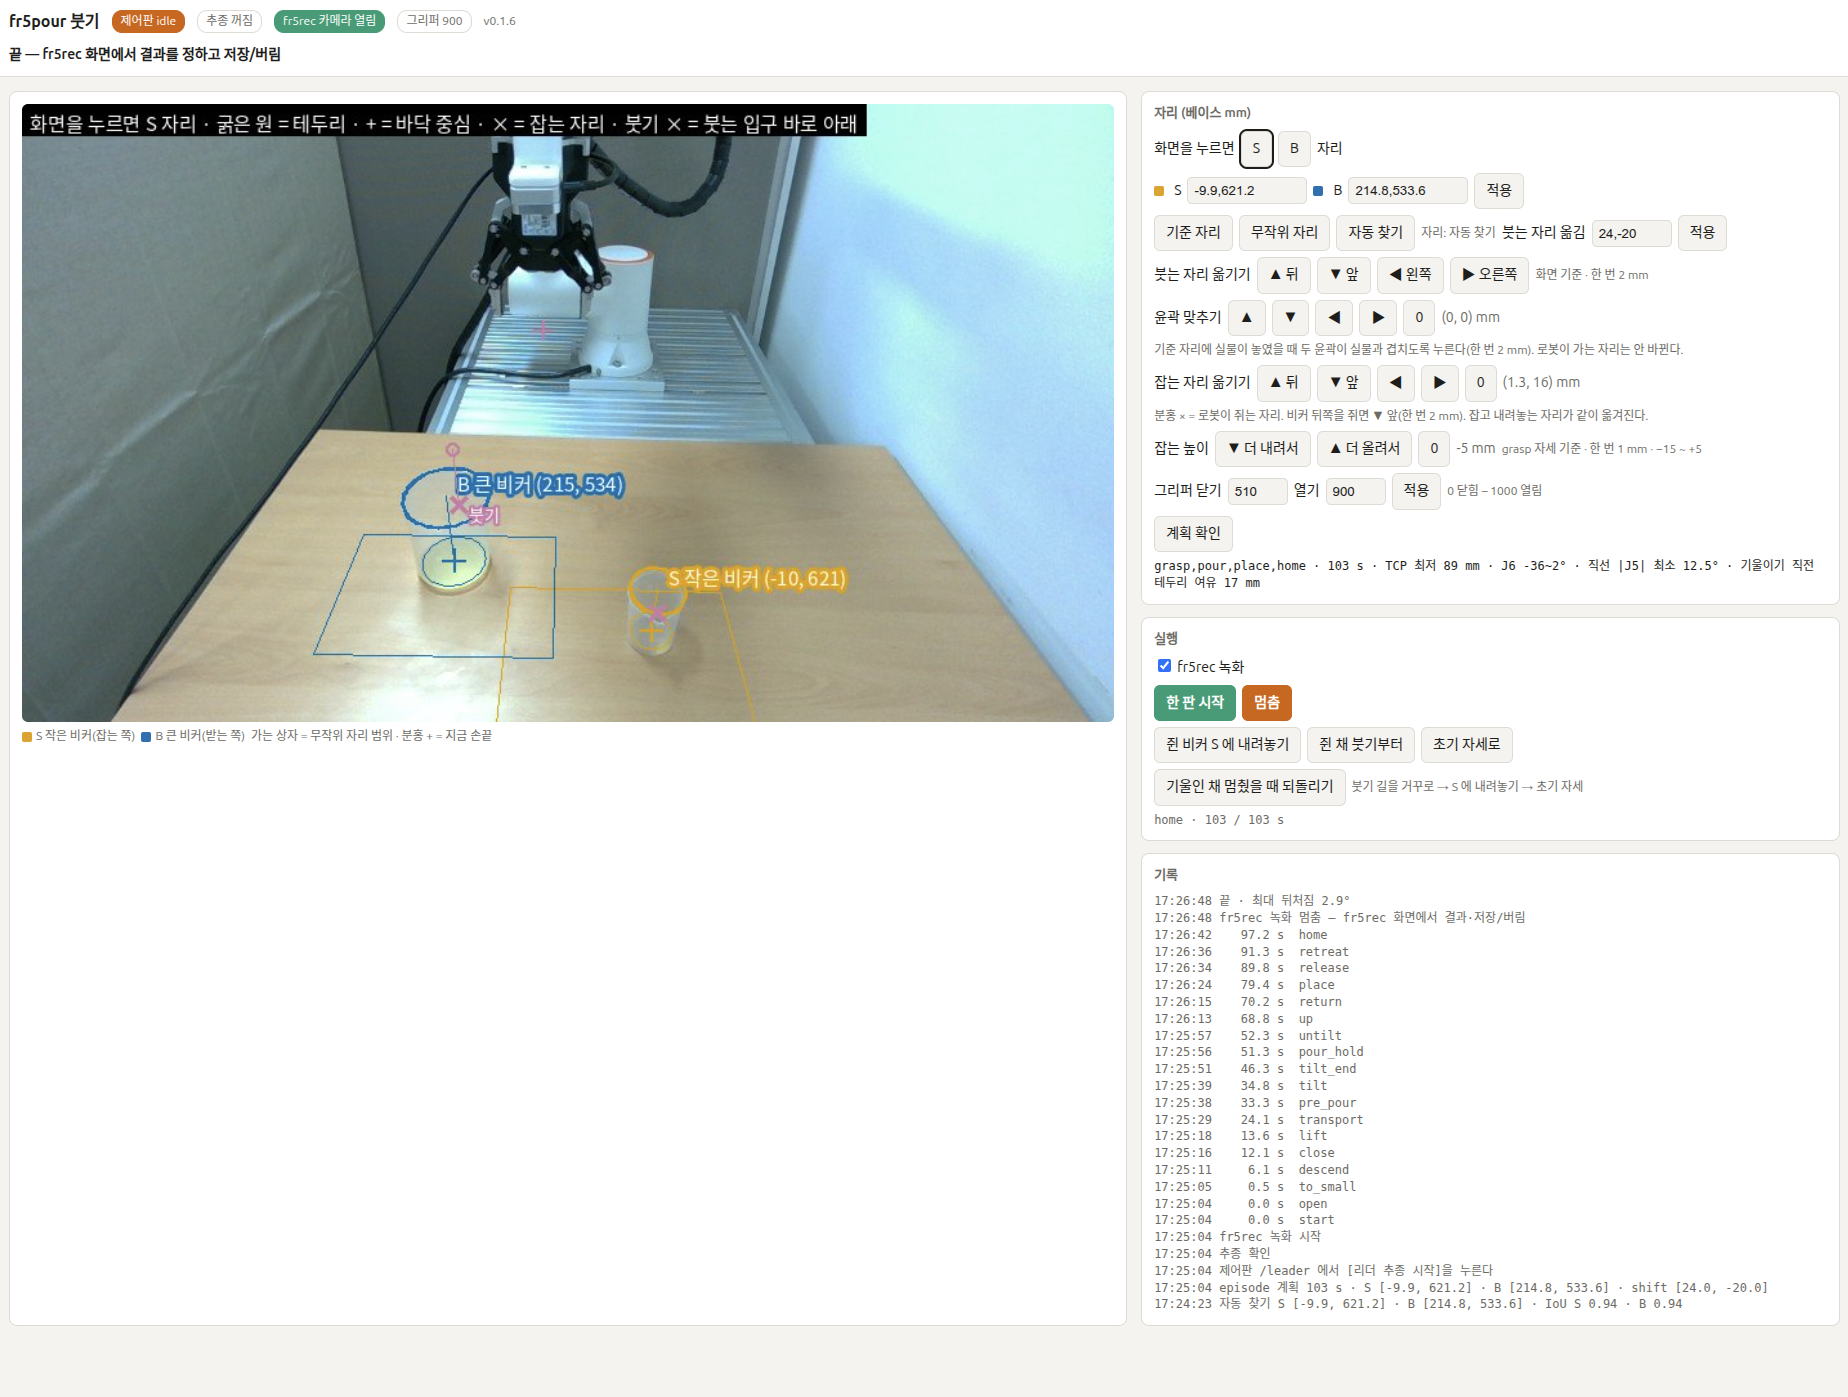 fr5pour 붓기 제어판 idle 추종 꺼짐 fr5rec 카메라 열림 그리퍼 900 v0.1.6
끝 — fr5rec 화면에서 결과를 정하고 저장/버림
화면을 누르면 S 자리 · 굵은 원 = 테두리 · + = 바닥 중심 · × = 잡는 자리 · 붓기 × = 붓는 입구 바로 아래
B 큰 비커 (215, 534)
붓기
S 작은 비커 (-10, 621)
S 작은 비커(잡는 쪽) B 큰 비커(받는 쪽) 가는 상자 = 무작위 자리 범위 · 분홍 + = 지금 손끝
자리 (베이스 mm)
화면을 누르면 S B 자리
S -9.9,621.2 B 214.8,533.6 적용
기준 자리 무작위 자리 자동 찾기 자리: 자동 찾기 붓는 자리 옮김 24,-20 적용
붓는 자리 옮기기 ▲ 뒤 ▼ 앞 ◀ 왼쪽 ▶ 오른쪽 화면 기준 · 한 번 2 mm
윤곽 맞추기 ▲ ▼ ◀ ▶ 0 (0, 0) mm
기준 자리에 실물이 놓였을 때 두 윤곽이 실물과 겹치도록 누른다(한 번 2 mm). 로봇이 가는 자리는 안 바뀐다.
잡는 자리 옮기기 ▲ 뒤 ▼ 앞 ◀ ▶ 0 (1.3, 16) mm
분홍 × = 로봇이 쥐는 자리. 비커 뒤쪽을 쥐면 ▼ 앞(한 번 2 mm). 잡고 내려놓는 자리가 같이 옮겨진다.
잡는 높이 ▼ 더 내려서 ▲ 더 올려서 0 -5 mm grasp 자세 기준 · 한 번 1 mm · −15 ~ +5
그리퍼 닫기 510 열기 900 적용 0 닫힘 – 1000 열림
계획 확인
grasp,pour,place,home · 103 s · TCP 최저 89 mm · J6 -36~2° · 직선 |J5| 최소 12.5° · 기울이기 직전
테두리 여유 17 mm
실행
fr5rec 녹화
한 판 시작 멈춤
쥔 비커 S 에 내려놓기 쥔 채 붓기부터 초기 자세로
기울인 채 멈췄을 때 되돌리기 붓기 길을 거꾸로 → S 에 내려놓기 → 초기 자세
home · 103 / 103 s
기록
17:26:48 끝 · 최대 뒤처짐 2.9°
17:26:48 fr5rec 녹화 멈춤 — fr5rec 화면에서 결과·저장/버림
17:26:42 97.2 s home
17:26:36 91.3 s retreat
17:26:34 89.8 s release
17:26:24 79.4 s place
17:26:15 70.2 s return
17:26:13 68.8 s up
17:25:57 52.3 s untilt
17:25:56 51.3 s pour_hold
17:25:51 46.3 s tilt_end
17:25:39 34.8 s tilt
17:25:38 33.3 s pre_pour
17:25:29 24.1 s transport
17:25:18 13.6 s lift
17:25:16 12.1 s close
17:25:11 6.1 s descend
17:25:05 0.5 s to_small
17:25:04 0.0 s open
17:25:04 0.0 s start
17:25:04 fr5rec 녹화 시작
17:25:04 추종 확인
17:25:04 제어판 /leader 에서 [리더 추종 시작]을 누른다
17:25:04 episode 계획 103 s · S [-9.9, 621.2] · B [214.8, 533.6] · shift [24.0, -20.0]
17:24:23 자동 찾기 S [-9.9, 621.2] · B [214.8, 533.6] · IoU S 0.94 · B 0.94